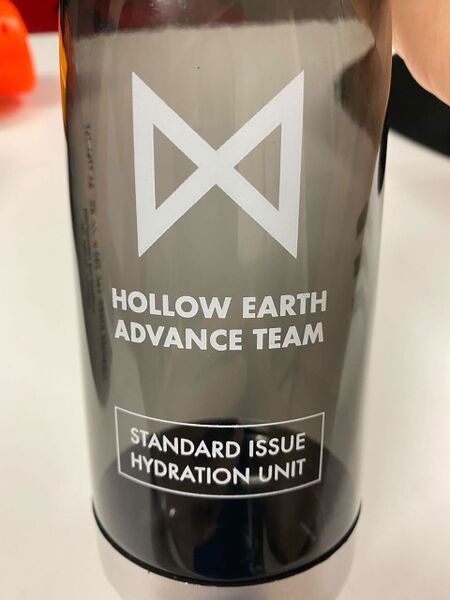 HOLLOW EARTH
ADVANCE TEAM
STANDARD ISSUE
HYDRATION UNIT